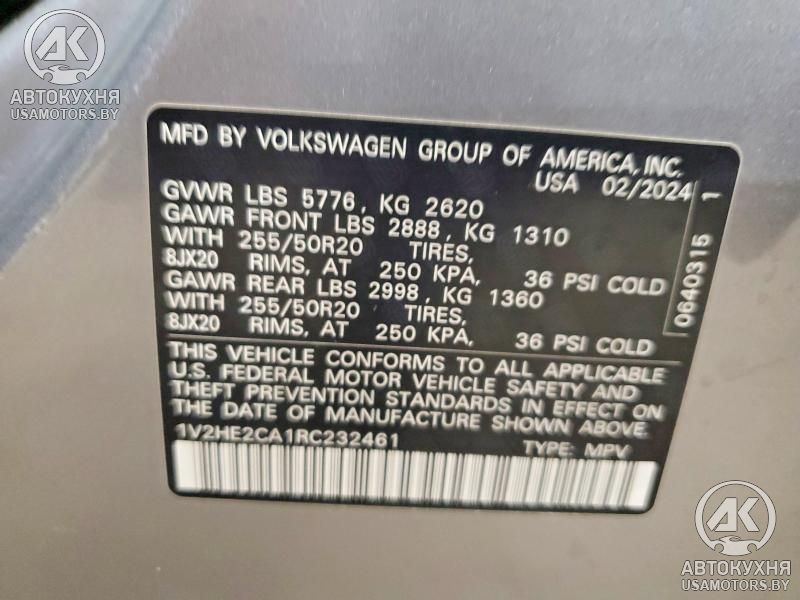 AK
АВТОКУХНЯ
USAMOTORS.BY
MFD BY VOLKSWAGEN GROUP OF AMERICA, INC.
USA 02/2024
GVWR LBS 5776, KG 2620
GAWR FRONT LBS 2888, KG 1310
WITH 255/50R20 TIRES,
8JX20 RIMS, AT 250 KPA, 36 PSI COLD
GAWR REAR LBS 2998, KG 1360
WITH 255/50R20 TIRES,
8JX20 RIMS, AT 250 KPA, 36 PSI COLD
THIS VEHICLE CONFORMS TO ALL APPLICABLE
U.S. FEDERAL MOTOR VEHICLE SAFETY AND
THEFT PREVENTION STANDARDS IN EFFECT ON
THE DATE OF MANUFACTURE SHOWN ABOVE.
1V2HE2CA1RC232461 TYPE: MPV
0640315 1
AK
АВТОКУХНЯ
USAMOTORS.BY